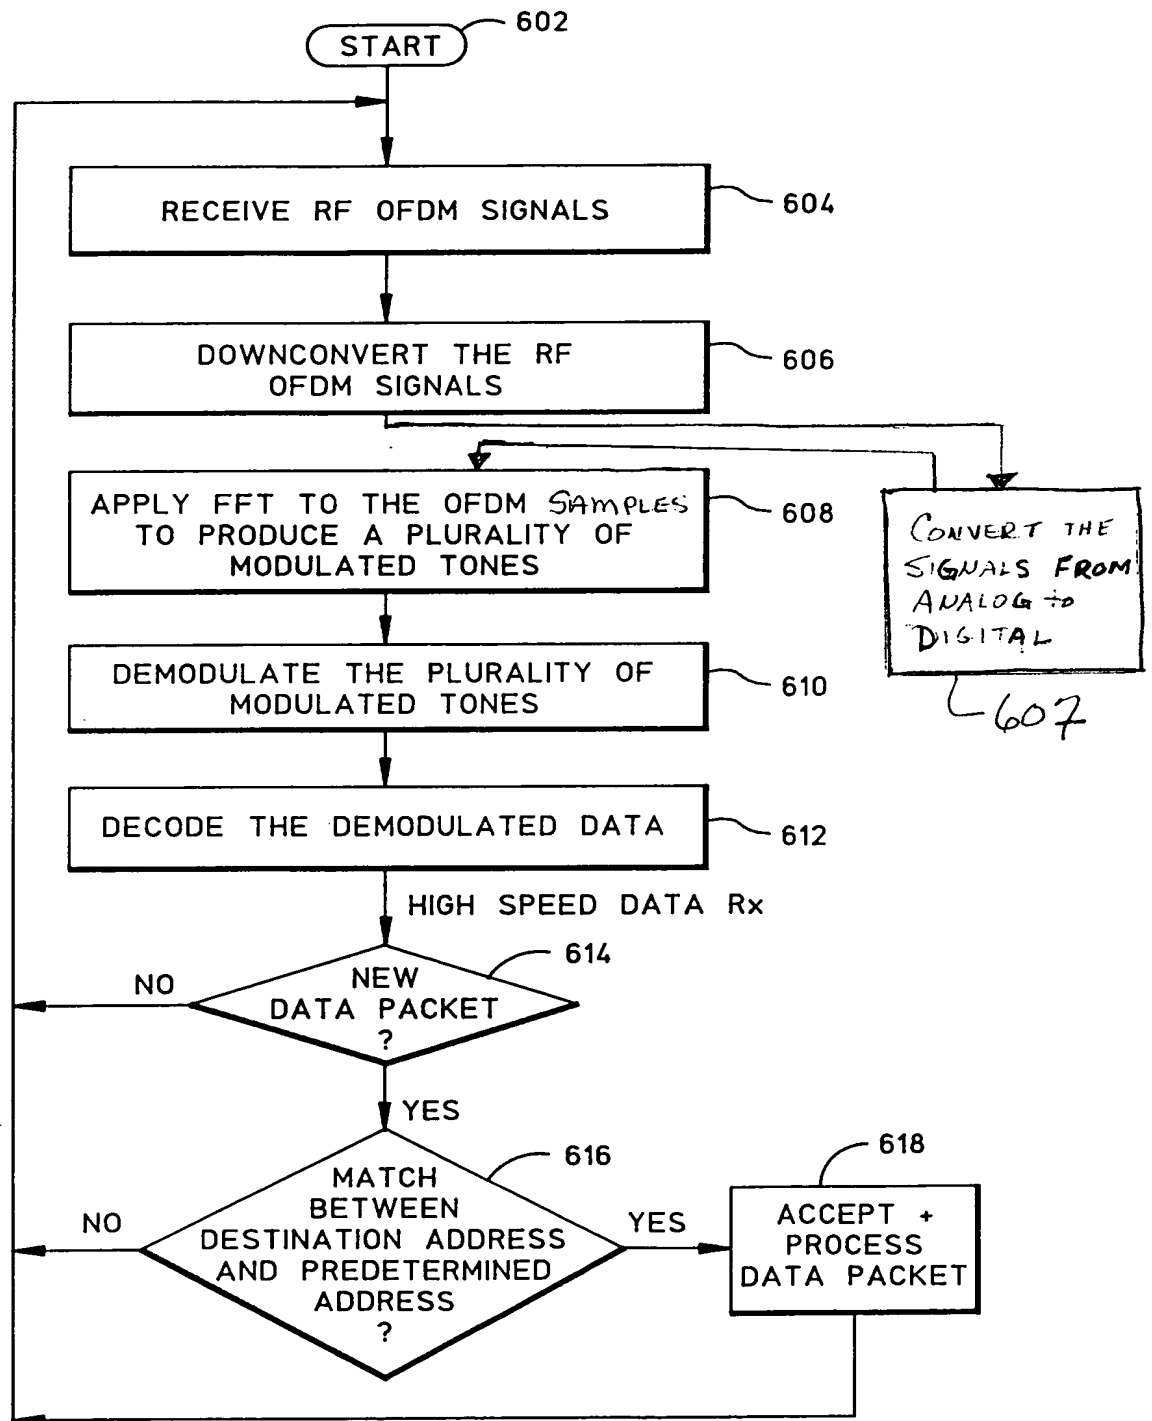 602
START
RECEIVE RF OFDM SIGNALS
604
DOWNCONVERT THE RF
OFDM SIGNALS
606
APPLY FFT TO THE OFDM SAMPLES
TO PRODUCE A PLURALITY OF
MODULATED TONES
608
CONVERT THE
SIGNALS FROM
ANALOG to
DIGITAL
607
DEMODULATE THE PLURALITY OF
MODULATED TONES
610
DECODE THE DEMODULATED DATA
612
HIGH SPEED DATA Rx
614
NEW
DATA PACKET
?
NO
YES
616
MATCH
BETWEEN
DESTINATION ADDRESS
AND PREDETERMINED
ADDRESS
?
NO
YES
618
ACCEPT +
PROCESS
DATA PACKET